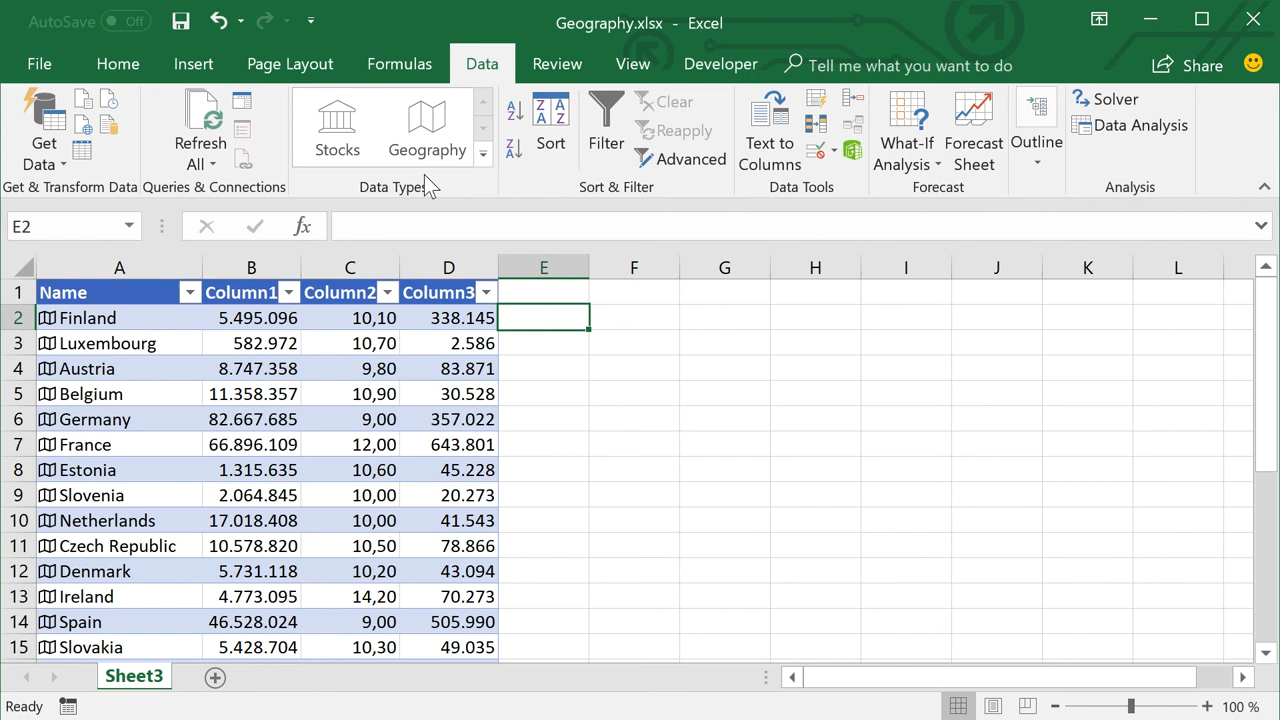 AutoSave Off
Geography.xlsx - Excel
File Home Insert Page Layout Formulas Data Review View Developer Tell me what you want to do Share
Get Data
Refresh All
Stocks
Geography
Sort
Filter
Clear
Reapply
Advanced
Text to Columns
What-If Analysis
Forecast Sheet
Outline
Solver
Data Analysis
Get & Transform Data Queries & Connections Data Types Sort & Filter Data Tools Forecast Analysis
E2 fx
A B C D E F G H I J K L
1 Name Column1 Column2 Column3
2 Finland 5.495.096 10,10 338.145
3 Luxembourg 582.972 10,70 2.586
4 Austria 8.747.358 9,80 83.871
5 Belgium 11.358.357 10,90 30.528
6 Germany 82.667.685 9,00 357.022
7 France 66.896.109 12,00 643.801
8 Estonia 1.315.635 10,60 45.228
9 Slovenia 2.064.845 10,00 20.273
10 Netherlands 17.018.408 10,00 41.543
11 Czech Republic 10.578.820 10,50 78.866
12 Denmark 5.731.118 10,20 43.094
13 Ireland 4.773.095 14,20 70.273
14 Spain 46.528.024 9,00 505.990
15 Slovakia 5.428.704 10,30 49.035
Sheet3
Ready 100 %